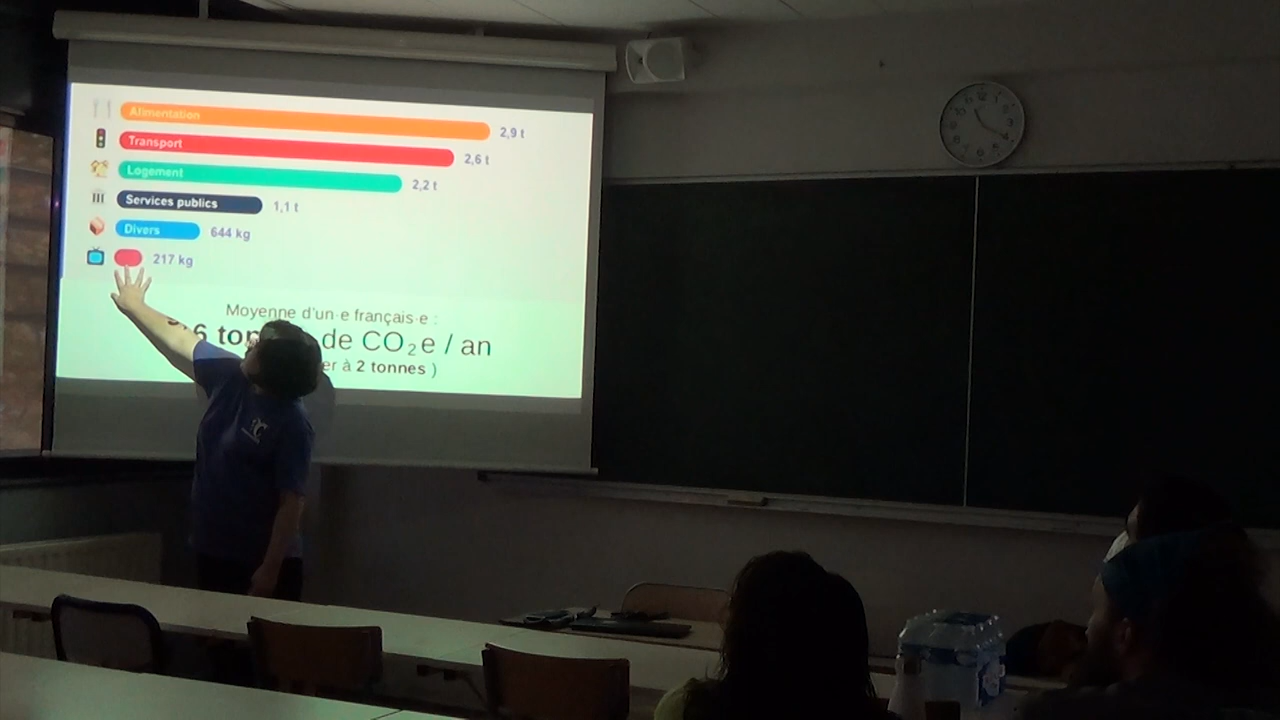 Alimentation 2,9 t
Transport 2,6 t
Logement 2,2 t
Services publics 1,1 t
Divers 644 kg
217 kg
Moyenne d'un·e français·e :
6 de CO₂e / an
à 2 tonnes )